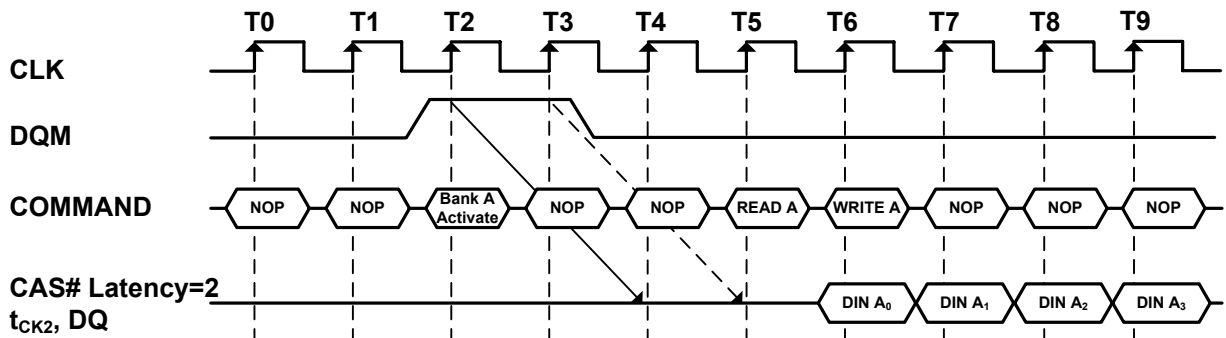 T0 T1 T2 T3 T4 T5 T6 T7 T8 T9
CLK
DQM
COMMAND NOP NOP Bank A Activate NOP NOP READ A WRITE A NOP NOP NOP
CAS# Latency=2
tCK2, DQ DIN A0 DIN A1 DIN A2 DIN A3